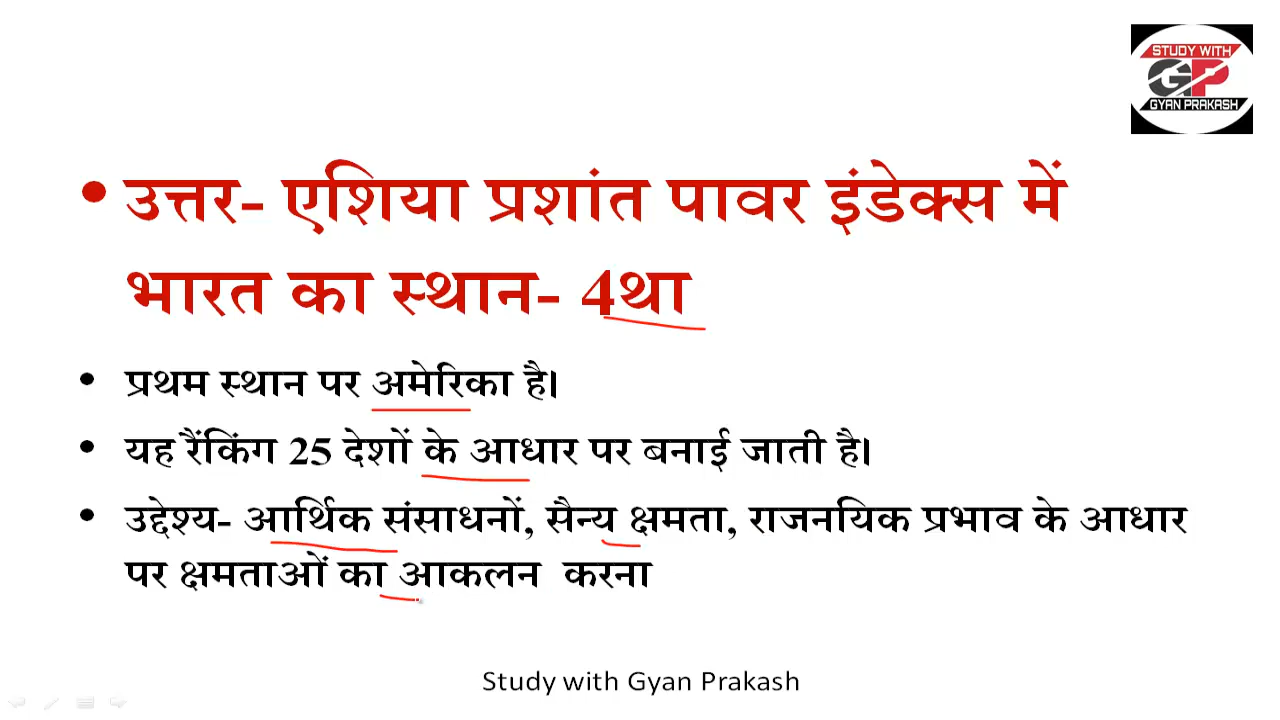 STUDY WITH
GP
GYAN PRAKASH
• उत्तर- एशिया प्रशांत पावर इंडेक्स में
भारत का स्थान- 4था
• प्रथम स्थान पर अमेरिका है।
• यह रैंकिंग 25 देशों के आधार पर बनाई जाती है।
• उद्देश्य- आर्थिक संसाधनों, सैन्य क्षमता, राजनयिक प्रभाव के आधार
पर क्षमताओं का आकलन करना
Study with Gyan Prakash